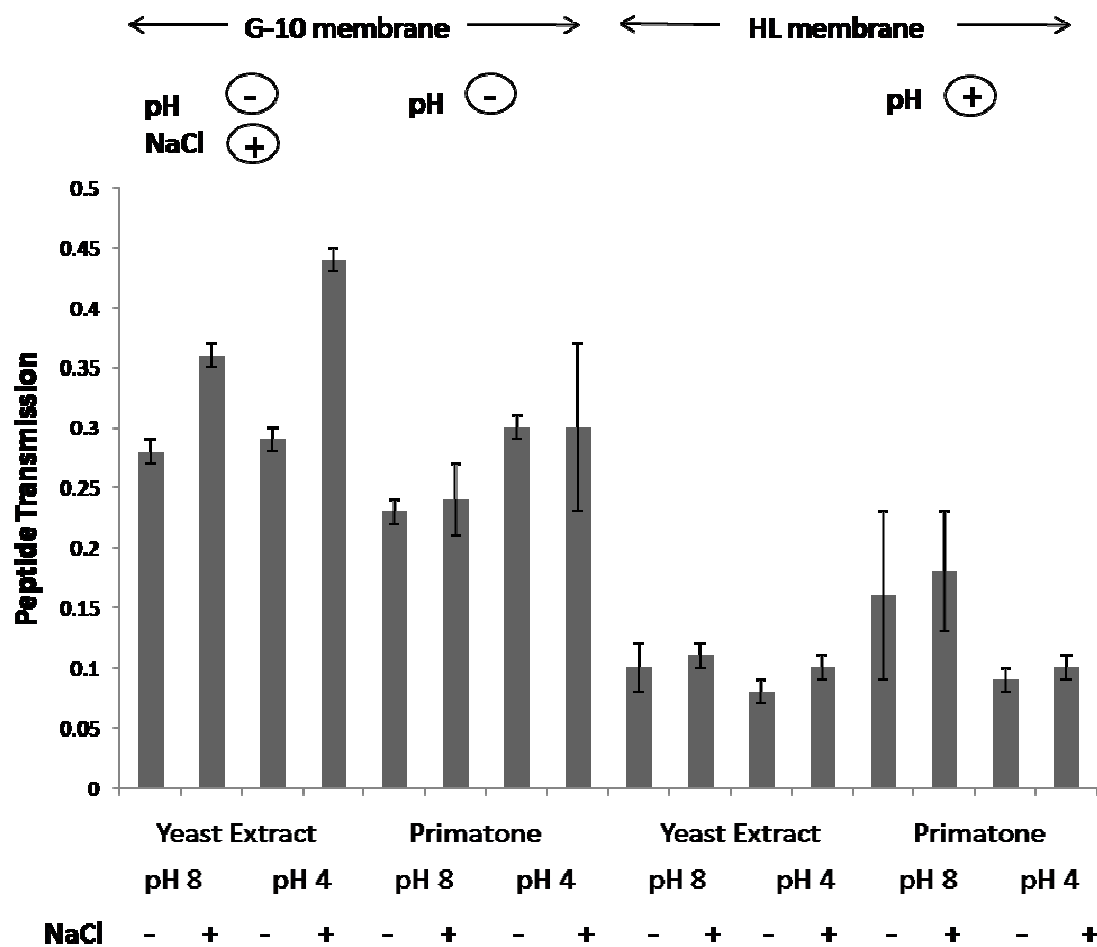 G-10 membrane HL membrane
pH - pH - pH +
NaCl +
0.5
0.45
0.4
0.35
0.3
0.25
0.2
0.15
0.1
0.05
0
Peptide Transmission
Yeast Extract Primatone Yeast Extract Primatone
pH 8 pH 4 pH 8 pH 4 pH 8 pH 4 pH 8 pH 4
NaCl - + - + - + - + - + - + - + - +